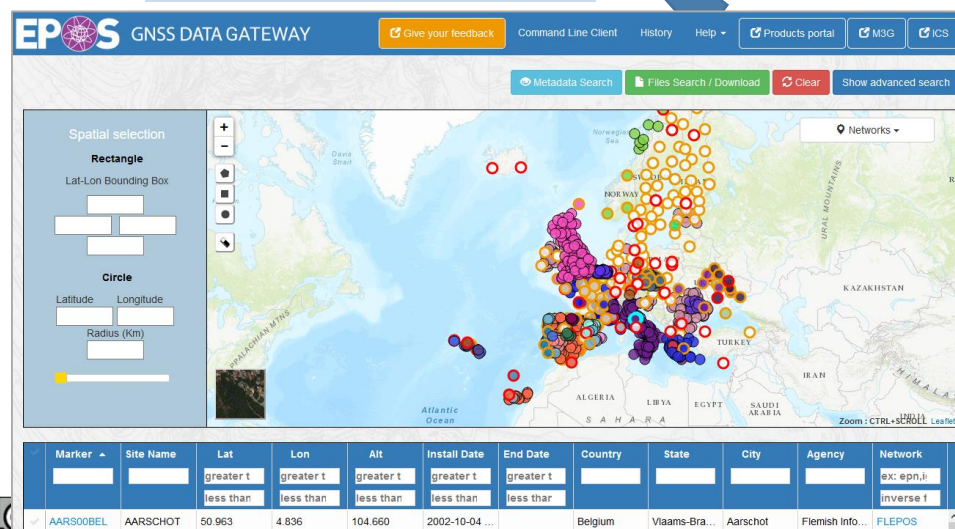 EPOS GNSS DATA GATEWAY Give your feedback Command Line Client History Help Products portal M3G ICS
Metadata Search Files Search / Download Clear Show advanced search
Spatial selection
Rectangle
Lat-Lon Bounding Box
Circle
Latitude Longitude
Radius (Km)
+
-
Networks
Davis
Strait
Norwegian
Sea
NORWAY
URAL MOUNTAINS
KAZAKHSTAN
TURKEY
IRAN
ALGERIA
LIBYA
EGYPT
SAUDI
ARABIA
SAHARA
Atlantic
Ocean
INDIA
Zoom : CTRL+SCROLL Leaflet
Marker Site Name Lat Lon Alt Install Date End Date Country State City Agency Network
greater t greater t greater t greater t greater t ex: epn,i
less than less than less than less than less thar inverse f
AARS00BEL AARSCHOT 50.963 4.836 104.660 2002-10-04 ... Belgium Vlaams-Bra... Aarschot Flemish Info... FLEPOS